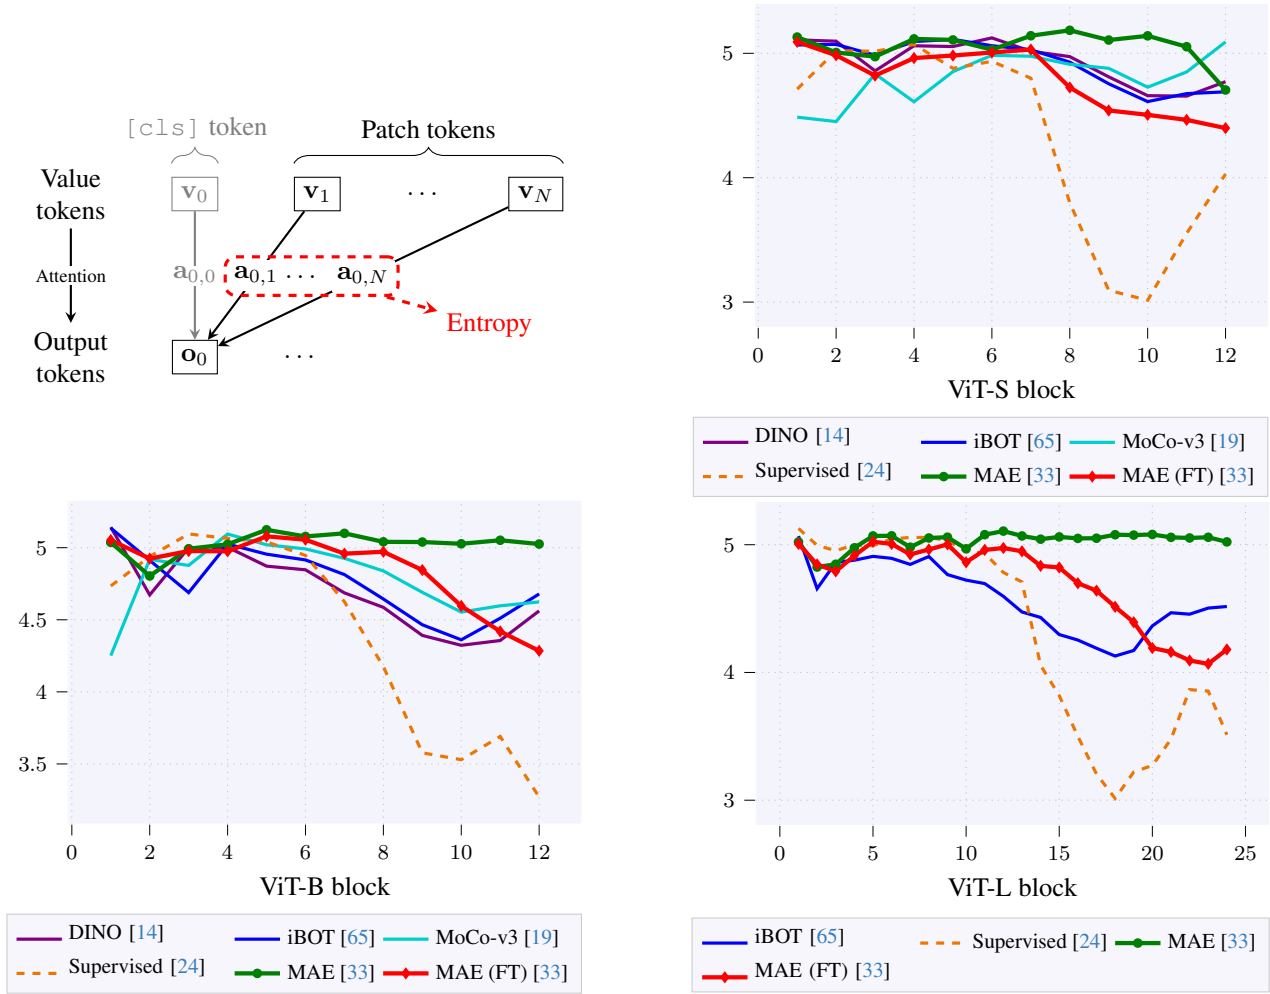 [cls] token
Patch tokens
Value tokens
v0 v1 ··· vN
Attention
a0,0 a0,1 ··· a0,N
Entropy
Output tokens
o0 ···
5
4
3
0 2 4 6 8 10 12
ViT-S block
DINO [14] iBOT [65] MoCo-v3 [19]
Supervised [24] MAE [33] MAE (FT) [33]
5
4.5
4
3.5
0 2 4 6 8 10 12
ViT-B block
DINO [14] iBOT [65] MoCo-v3 [19]
Supervised [24] MAE [33] MAE (FT) [33]
5
4
3
0 5 10 15 20 25
ViT-L block
iBOT [65] Supervised [24] MAE [33]
MAE (FT) [33]